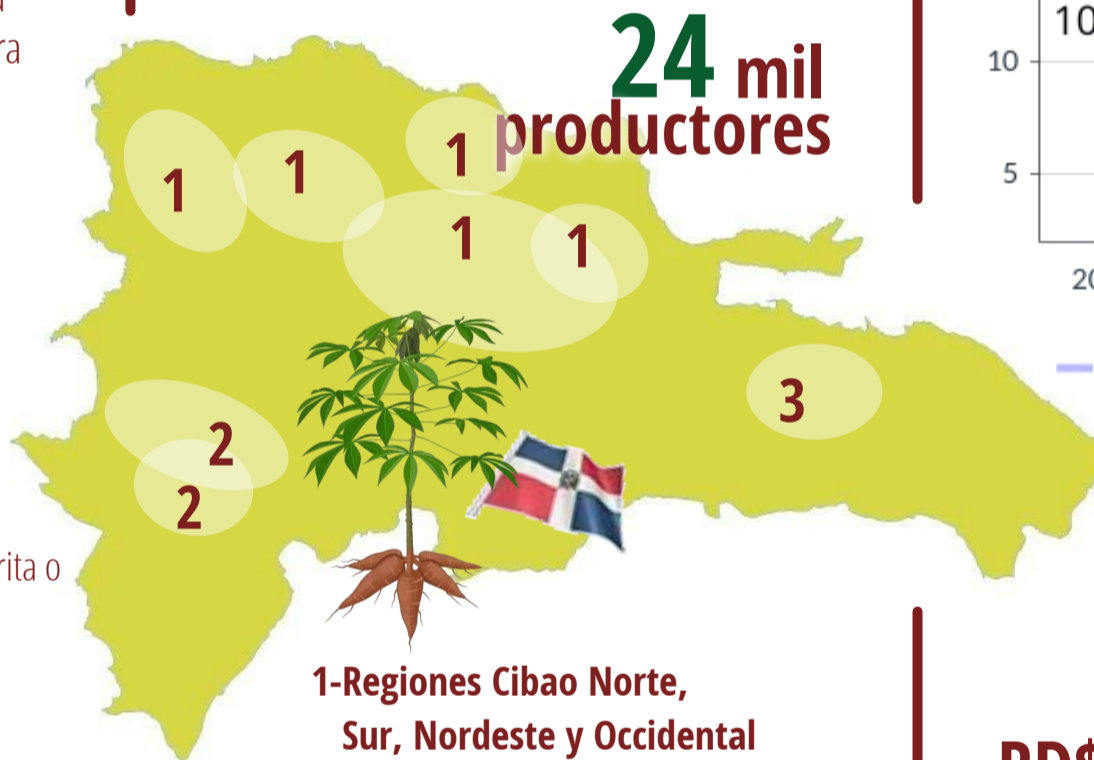 ra
24 mil
productores
10
10
5
20
1
1
1
1
1
3
2
2
rita o
1-Regiones Cibao Norte,
Sur, Nordeste y Occidental
RD$